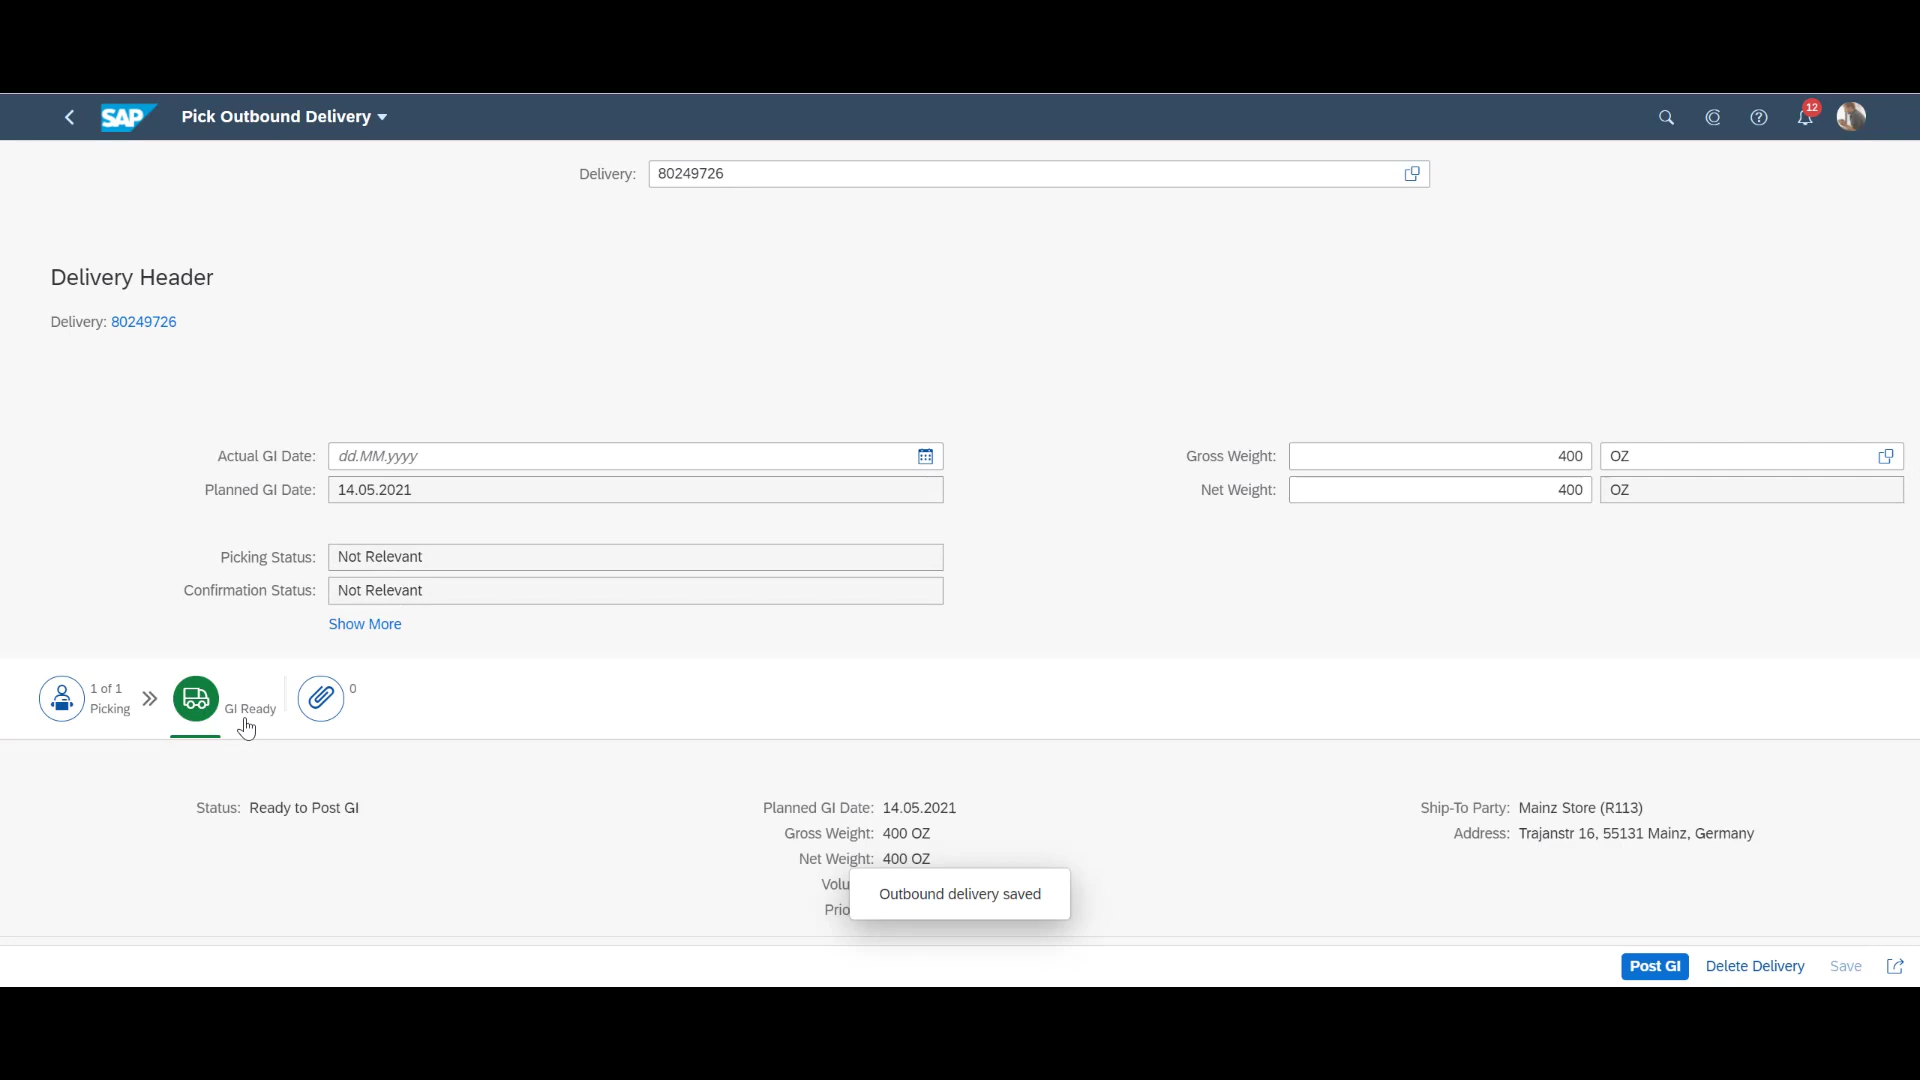 SAP Pick Outbound Delivery
12
Delivery: 80249726
Delivery Header
Delivery: 80249726
Actual GI Date: dd.MM.yyyy
Gross Weight: 400 OZ
Planned GI Date: 14.05.2021
Net Weight: 400 OZ
Picking Status: Not Relevant
Confirmation Status: Not Relevant
Show More
1 of 1
Picking
GI Ready
0
Status: Ready to Post GI
Planned GI Date: 14.05.2021
Gross Weight: 400 OZ
Net Weight: 400 OZ
Volu
Prio
Ship-To Party: Mainz Store (R113)
Address: Trajanstr 16, 55131 Mainz, Germany
Outbound delivery saved
Post GI
Delete Delivery
Save